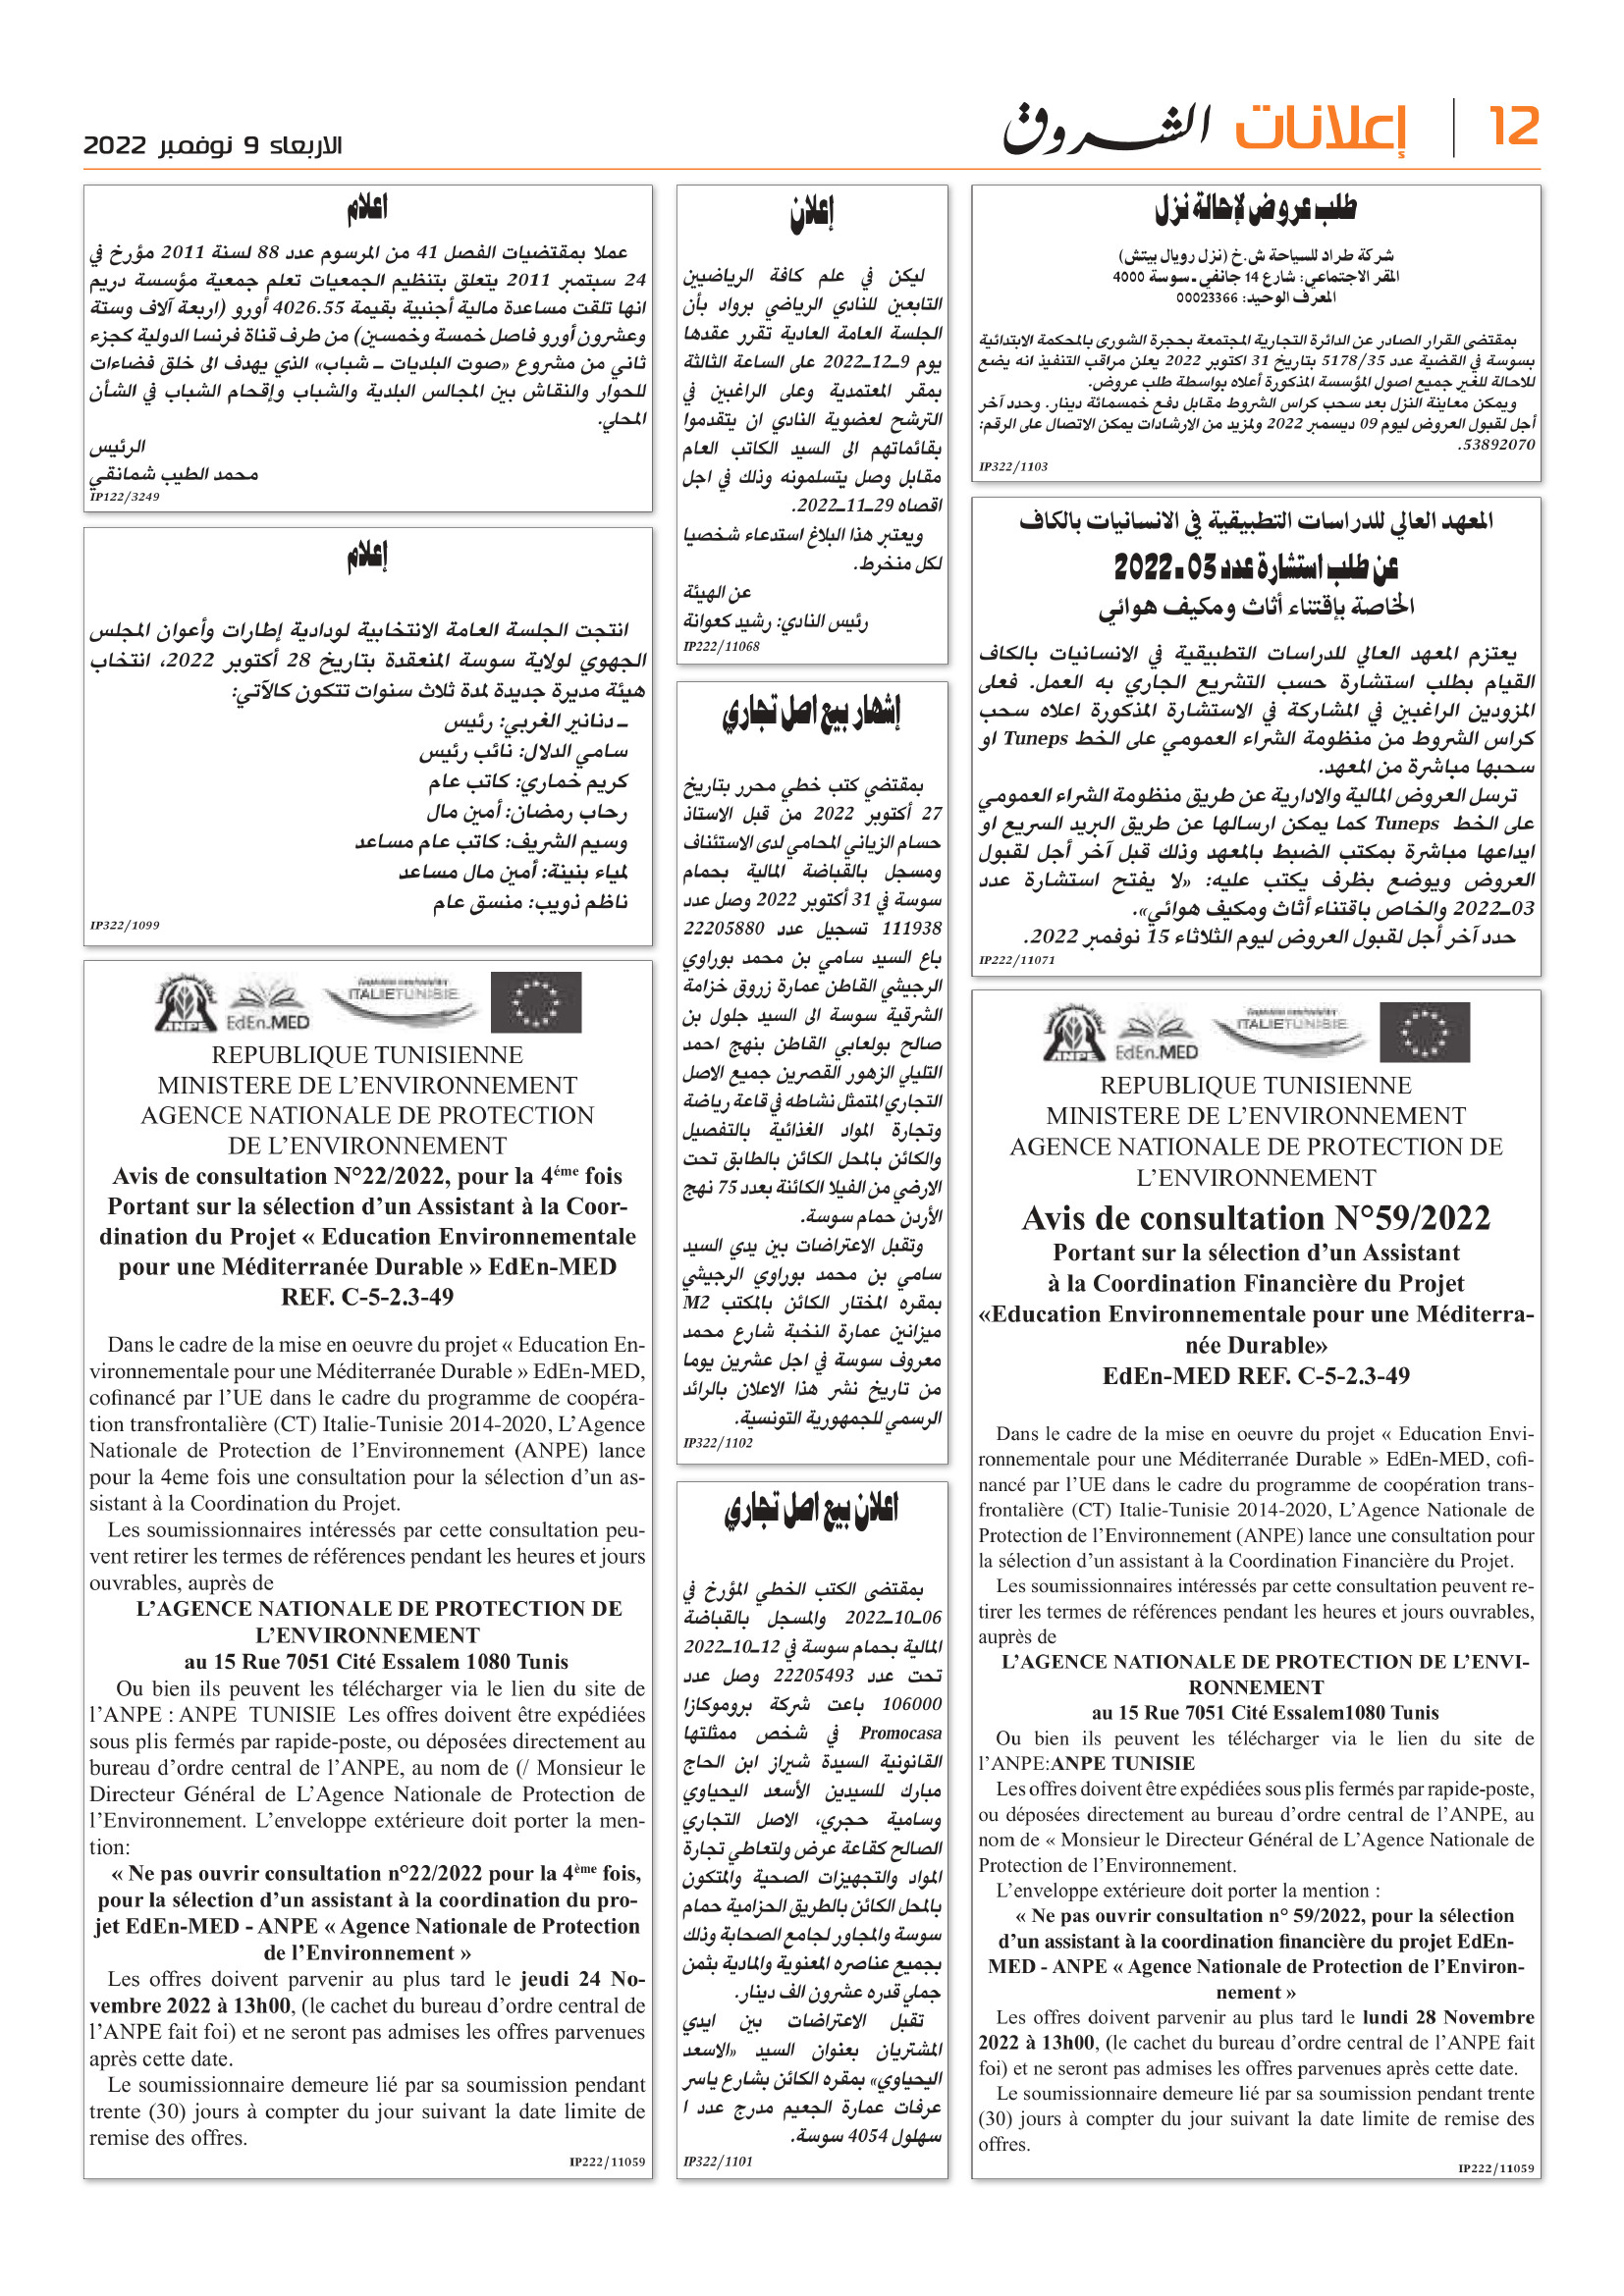 12
إعلانات
الشروق
الاربعاء 9 نوفمبر 2022
طلب عروض لإحالة نزل
شركة طراد للسياحة ش.خ (نزل رويال بيتش)
المقر الاجتماعي: شارع 14 جانفي ـ سوسة 4000
المعرف الوحيد: 00023366
بمقتضى القرار الصادر عن الدائرة التجارية المجتمعة بحجرة الشورى بالمحكمة الابتدائية
بسوسة في القضية عدد 5178/35 بتاريخ 31 اكتوبر 2022 يعلن مراقب التنفيذ انه يضع
للاحالة للغير جميع اصول المؤسسة المذكورة أعلاه بواسطة طلب عروض.
ويمكن معاينة النزل بعد سحب كراس الشروط مقابل دفع خمسمائة دينار. وحدد آخر
أجل لقبول العروض ليوم 09 ديسمبر 2022 ولمزيد من الارشادات يمكن الاتصال على الرقم:
53892070.
IP322/1103
المعهد العالي للدراسات التطبيقية في الانسانيات بالكاف
عن طلب استشارة عدد 03 ـ 2022
الخاصة بإقتناء أثاث ومكيف هوائي
يعتزم المعهد العالي للدراسات التطبيقية في الانسانيات بالكاف
القيام بطلب استشارة حسب التشريع الجاري به العمل. فعلى
المزودين الراغبين في المشاركة في الاستشارة المذكورة اعلاه سحب
كراس الشروط من منظومة الشراء العمومي على الخط Tuneps او
سحبها مباشرة من المعهد.
ترسل العروض المالية والادارية عن طريق منظومة الشراء العمومي
على الخط Tuneps كما يمكن ارسالها عن طريق البريد السريع او
ايداعها مباشرة بمكتب الضبط بالمعهد وذلك قبل آخر أجل لقبول
العروض ويوضع بظرف يكتب عليه: «لا يفتح استشارة عدد
03ــ2022 والخاص باقتناء أثاث ومكيف هوائي».
حدد آخر أجل لقبول العروض ليوم الثلاثاء 15 نوفمبر 2022.
IP222/11071
ANPE
EdEn.MED
ITALIETUNISIE
REPUBLIQUE TUNISIENNE
MINISTERE DE L’ENVIRONNEMENT
AGENCE NATIONALE DE PROTECTION DE
L’ENVIRONNEMENT
Avis de consultation N°59/2022
Portant sur la sélection d’un Assistant
à la Coordination Financière du Projet
«Education Environnementale pour une Méditerra-
née Durable»
EdEn-MED REF. C-5-2.3-49
Dans le cadre de la mise en oeuvre du projet « Education Envi-
ronnementale pour une Méditerranée Durable » EdEn-MED, cofi-
nancé par l’UE dans le cadre du programme de coopération trans-
frontalière (CT) Italie-Tunisie 2014-2020, L’Agence Nationale de
Protection de l’Environnement (ANPE) lance une consultation pour
la sélection d’un assistant à la Coordination Financière du Projet.
Les soumissionnaires intéressés par cette consultation peuvent re-
tirer les termes de références pendant les heures et jours ouvrables,
auprès de
L’AGENCE NATIONALE DE PROTECTION DE L’ENVI-
RONNEMENT
au 15 Rue 7051 Cité Essalem1080 Tunis
Ou bien ils peuvent les télécharger via le lien du site de
l’ANPE:ANPE TUNISIE
Les offres doivent être expédiées sous plis fermés par rapide-poste,
ou déposées directement au bureau d’ordre central de l’ANPE, au
nom de « Monsieur le Directeur Général de L’Agence Nationale de
Protection de l’Environnement.
L’enveloppe extérieure doit porter la mention :
« Ne pas ouvrir consultation n° 59/2022, pour la sélection
d’un assistant à la coordination financière du projet EdEn-
MED - ANPE « Agence Nationale de Protection de l’Environ-
nement »
Les offres doivent parvenir au plus tard le lundi 28 Novembre
2022 à 13h00, (le cachet du bureau d’ordre central de l’ANPE fait
foi) et ne seront pas admises les offres parvenues après cette date.
Le soumissionnaire demeure lié par sa soumission pendant trente
(30) jours à compter du jour suivant la date limite de remise des
offres.
IP222/11059
إعلان
ليكن في علم كافة الرياضيين
التابعين للنادي الرياضي برواد بأن
الجلسة العامة العادية تقرر عقدها
يوم 9ــ12ــ2022 على الساعة الثالثة
بمقر المعتمدية وعلى الراغبين في
الترشح لعضوية النادي ان يتقدموا
بقائماتهم الى السيد الكاتب العام
مقابل وصل يتسلمونه وذلك في اجل
اقصاه 29ــ11ــ2022.
ويعتبر هذا البلاغ استدعاء شخصيا
لكل منخرط.
عن الهيئة
رئيس النادي: رشيد كعوانة
IP222/11068
إشهار بيع اصل تجاري
بمقتضي كتب خطي محرر بتاريخ
27 أكتوبر 2022 من قبل الاستاذ
حسام الزياني المحامي لدى الاستئناف
ومسجل بالقباضة المالية بحمام
سوسة في 31 أكتوبر 2022 وصل عدد
111938 تسجيل عدد 22205880
باع السيد سامي بن محمد بوراوي
الرجيشي القاطن عمارة زروق خزامة
الشرقية سوسة الى السيد جلول بن
صالح بولعابي القاطن بنهج احمد
التليلي الزهور القصرين جميع الاصل
التجاري المتمثل نشاطه في قاعة رياضة
وتجارة المواد الغذائية بالتفصيل
والكائن بالمحل الكائن بالطابق تحت
الارضي من الفيلا الكائنة بعدد 75 نهج
الأردن حمام سوسة.
وتقبل الاعتراضات بين يدي السيد
سامي بن محمد بوراوي الرجيشي
بمقره المختار الكائن بالمكتب M2
ميزانين عمارة النخبة شارع محمد
معروف سوسة في اجل عشرين يوما
من تاريخ نشر هذا الاعلان بالرائد
الرسمي للجمهورية التونسية.
IP322/1102
اعلان بيع اصل تجاري
بمقتضى الكتب الخطي المؤرخ في
06ــ10ــ2022 والمسجل بالقباضة
المالية بحمام سوسة في 12ــ10ــ2022
تحت عدد 22205493 وصل عدد
106000 باعت شركة بروموكازا
Promocasa في شخص ممثلتها
القانونية السيدة شيراز ابن الحاج
مبارك للسيدين الأسعد اليحياوي
وسامية حجري، الاصل التجاري
الصالح كقاعة عرض ولتعاطي تجارة
المواد والتجهيزات الصحية والمتكون
بالمحل الكائن بالطريق الحزامية حمام
سوسة والمجاور لجامع الصحابة وذلك
بجميع عناصره المعنوية والمادية بثمن
جملي قدره عشرون الف دينار.
تقبل الاعتراضات بين ايدي
المشتريان بعنوان السيد «الاسعد
اليحياوي» بمقره الكائن بشارع ياسر
عرفات عمارة الجعيم مدرج عدد ا
سهلول 4054 سوسة.
IP322/1101
اعلام
عملا بمقتضيات الفصل 41 من المرسوم عدد 88 لسنة 2011 مؤرخ في
24 سبتمبر 2011 يتعلق بتنظيم الجمعيات تعلم جمعية مؤسسة دريم
انها تلقت مساعدة مالية أجنبية بقيمة 4026.55 أورو (اربعة آلاف وستة
وعشرون أورو فاصل خمسة وخمسين) من طرف قناة فرنسا الدولية كجزء
ثاني من مشروع «صوت البلديات ــ شباب» الذي يهدف الى خلق فضاءات
للحوار والنقاش بين المجالس البلدية والشباب وإقحام الشباب في الشأن
المحلي.
الرئيس
محمد الطيب شمانقي
IP122/3249
إعلام
انتجت الجلسة العامة الانتخابية لودادية إطارات وأعوان المجلس
الجهوي لولاية سوسة المنعقدة بتاريخ 28 أكتوبر 2022، انتخاب
هيئة مديرة جديدة لمدة ثلاث سنوات تتكون كالآتي:
ــ دنانير الغربي: رئيس
سامي الدلال: نائب رئيس
كريم خماري: كاتب عام
رحاب رمضان: أمين مال
وسيم الشريف: كاتب عام مساعد
لمياء بنينة: أمين مال مساعد
ناظم ذويب: منسق عام
IP322/1099
ANPE
EdEn.MED
ITALIETUNISIE
REPUBLIQUE TUNISIENNE
MINISTERE DE L’ENVIRONNEMENT
AGENCE NATIONALE DE PROTECTION
DE L’ENVIRONNEMENT
Avis de consultation N°22/2022, pour la 4éme fois
Portant sur la sélection d’un Assistant à la Coor-
dination du Projet « Education Environnementale
pour une Méditerranée Durable » EdEn-MED
REF. C-5-2.3-49
Dans le cadre de la mise en oeuvre du projet « Education En-
vironnementale pour une Méditerranée Durable » EdEn-MED,
cofinancé par l’UE dans le cadre du programme de coopéra-
tion transfrontalière (CT) Italie-Tunisie 2014-2020, L’Agence
Nationale de Protection de l’Environnement (ANPE) lance
pour la 4eme fois une consultation pour la sélection d’un as-
sistant à la Coordination du Projet.
Les soumissionnaires intéressés par cette consultation peu-
vent retirer les termes de références pendant les heures et jours
ouvrables, auprès de
L’AGENCE NATIONALE DE PROTECTION DE
L’ENVIRONNEMENT
au 15 Rue 7051 Cité Essalem 1080 Tunis
Ou bien ils peuvent les télécharger via le lien du site de
l’ANPE : ANPE TUNISIE Les offres doivent être expédiées
sous plis fermés par rapide-poste, ou déposées directement au
bureau d’ordre central de l’ANPE, au nom de (/ Monsieur le
Directeur Général de L’Agence Nationale de Protection de
l’Environnement. L’enveloppe extérieure doit porter la men-
tion:
« Ne pas ouvrir consultation n°22/2022 pour la 4ème fois,
pour la sélection d’un assistant à la coordination du pro-
jet EdEn-MED - ANPE « Agence Nationale de Protection
de l’Environnement »
Les offres doivent parvenir au plus tard le jeudi 24 No-
vembre 2022 à 13h00, (le cachet du bureau d’ordre central de
l’ANPE fait foi) et ne seront pas admises les offres parvenues
après cette date.
Le soumissionnaire demeure lié par sa soumission pendant
trente (30) jours à compter du jour suivant la date limite de
remise des offres.
IP222/11059